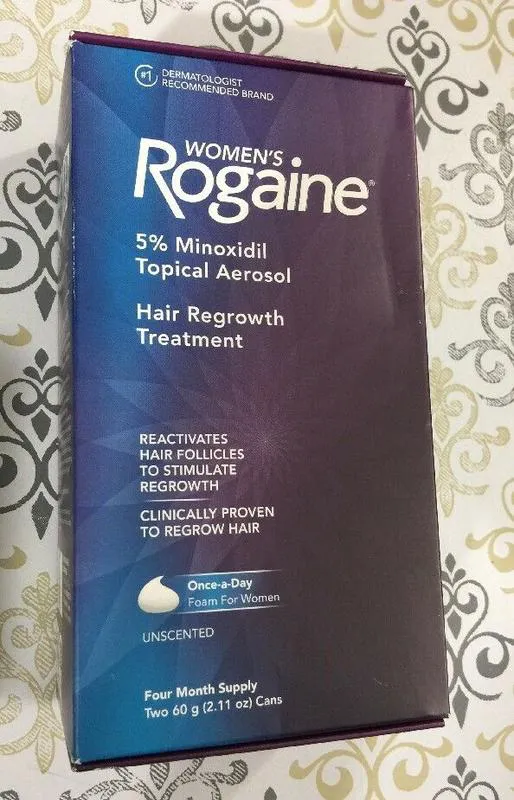 #1 DERMATOLOGIST
RECOMMENDED BRAND
WOMEN'S
Rogaine®
5% Minoxidil
Topical Aerosol
Hair Regrowth
Treatment
REACTIVATES
HAIR FOLLICLES
TO STIMULATE
REGROWTH
CLINICALLY PROVEN
TO REGROW HAIR
Once-a-Day
Foam For Women
UNSCENTED
Four Month Supply
Two 60 g (2.11 oz) Cans